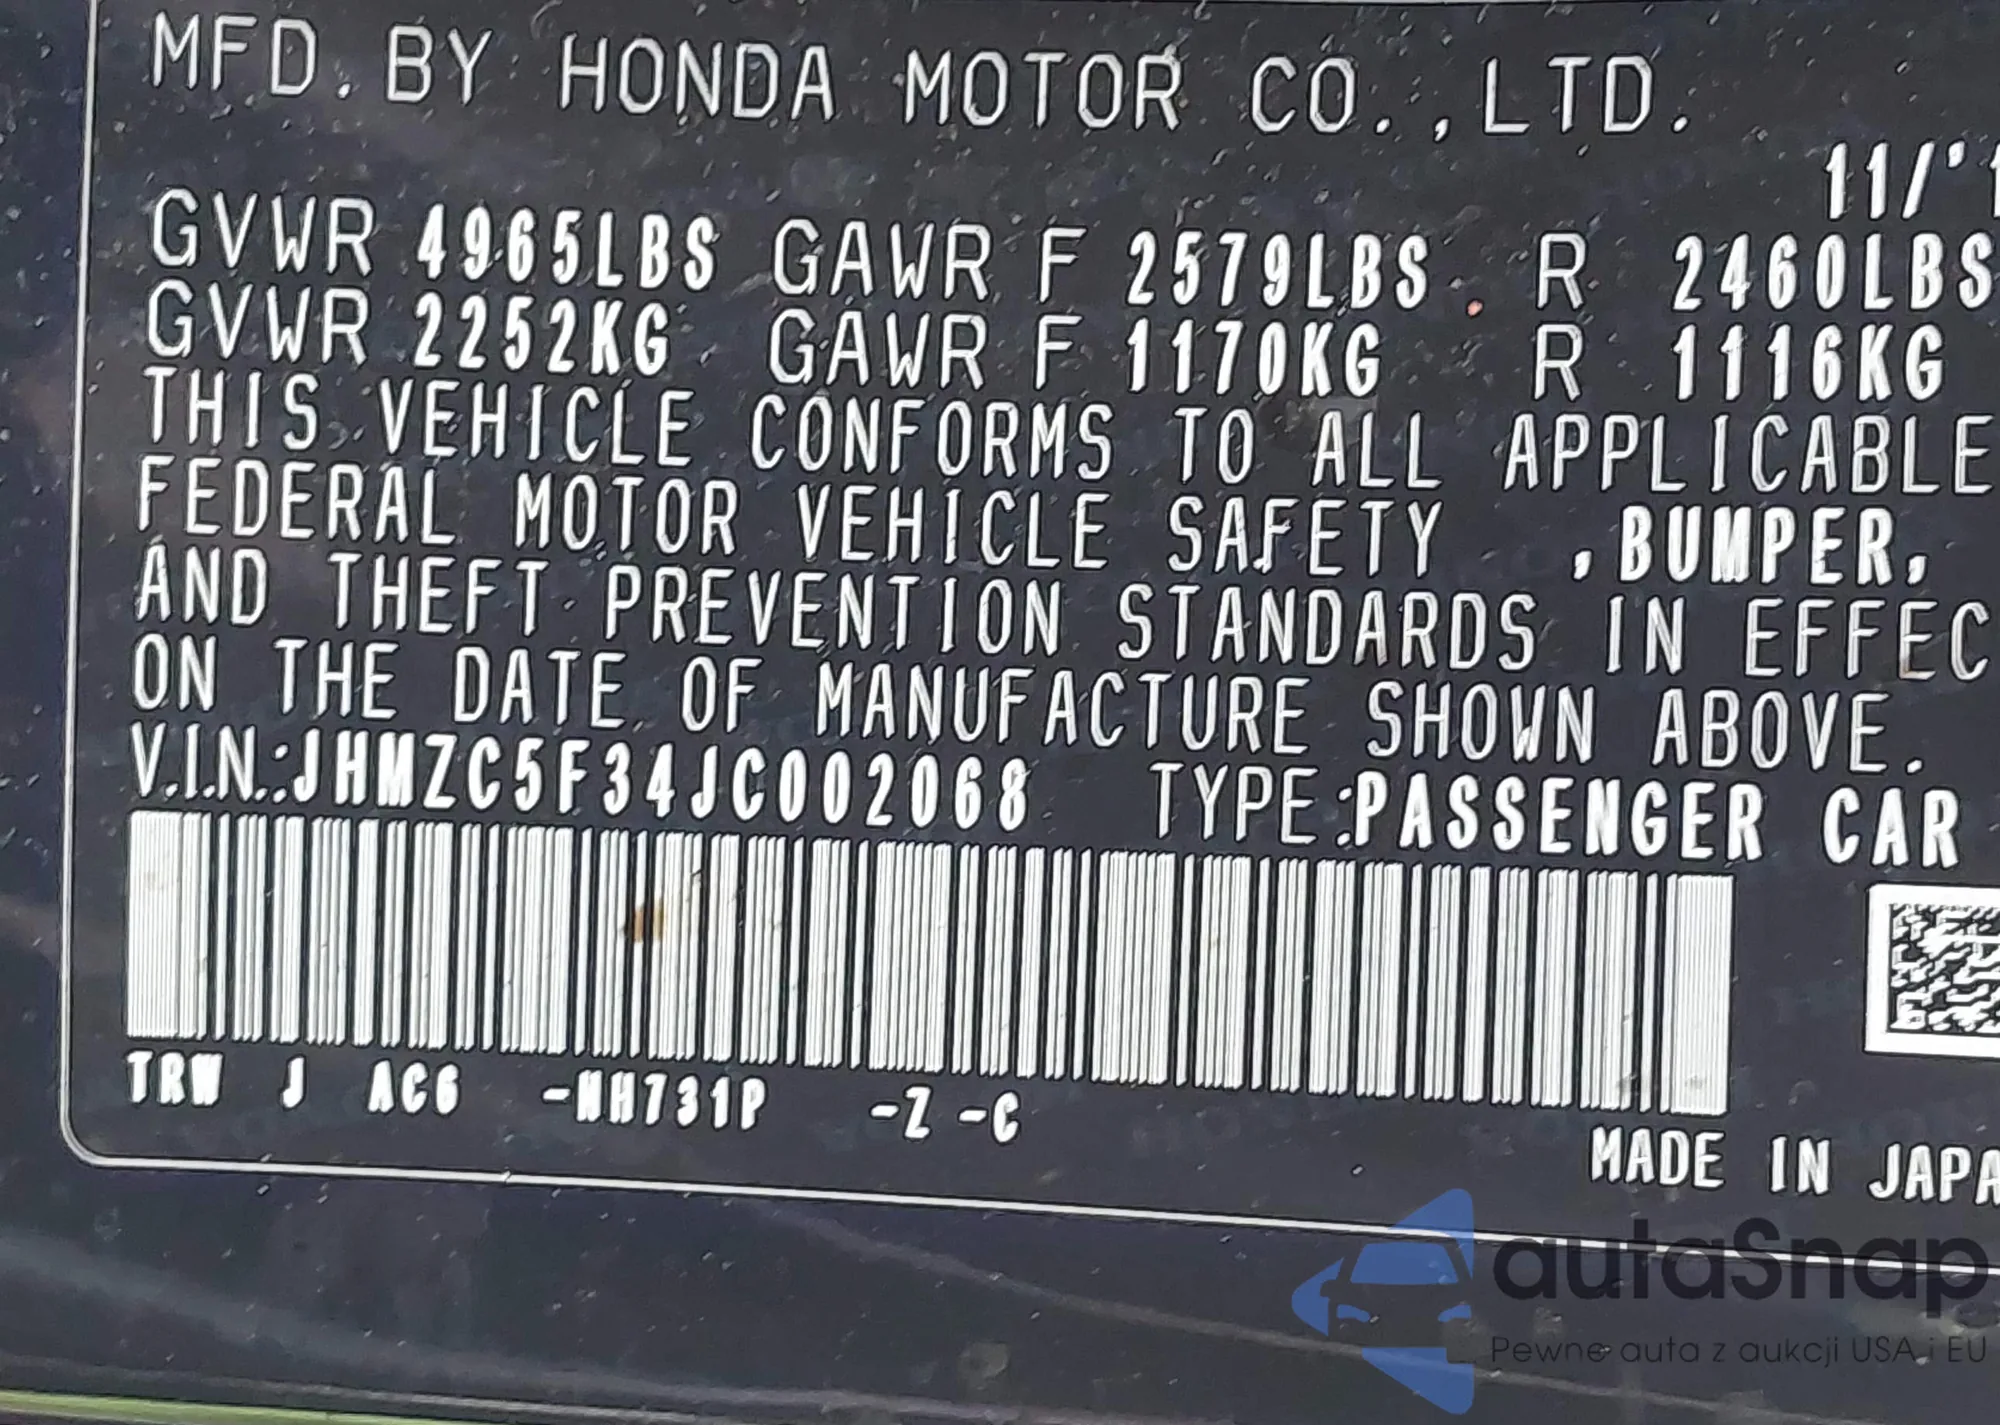 MFD. BY HONDA MOTOR CO.,LTD.
11/'1
GVWR 4965LBS GAWR F 2579LBS R 2460LBS
GVWR 2252KG GAWR F 1170KG R 1116KG
THIS VEHICLE CONFORMS TO ALL APPLICABLE
FEDERAL MOTOR VEHICLE SAFETY ,BUMPER,
AND THEFT PREVENTION STANDARDS IN EFFEC
ON THE DATE OF MANUFACTURE SHOWN ABOVE.
V.I.N.:JHMZC5F34JC002068 TYPE:PASSENGER CAR
TRW J AC6 -NH731P -Z -C
MADE IN JAPA
autaSnap
Pewne auta z aukcji USA i EU